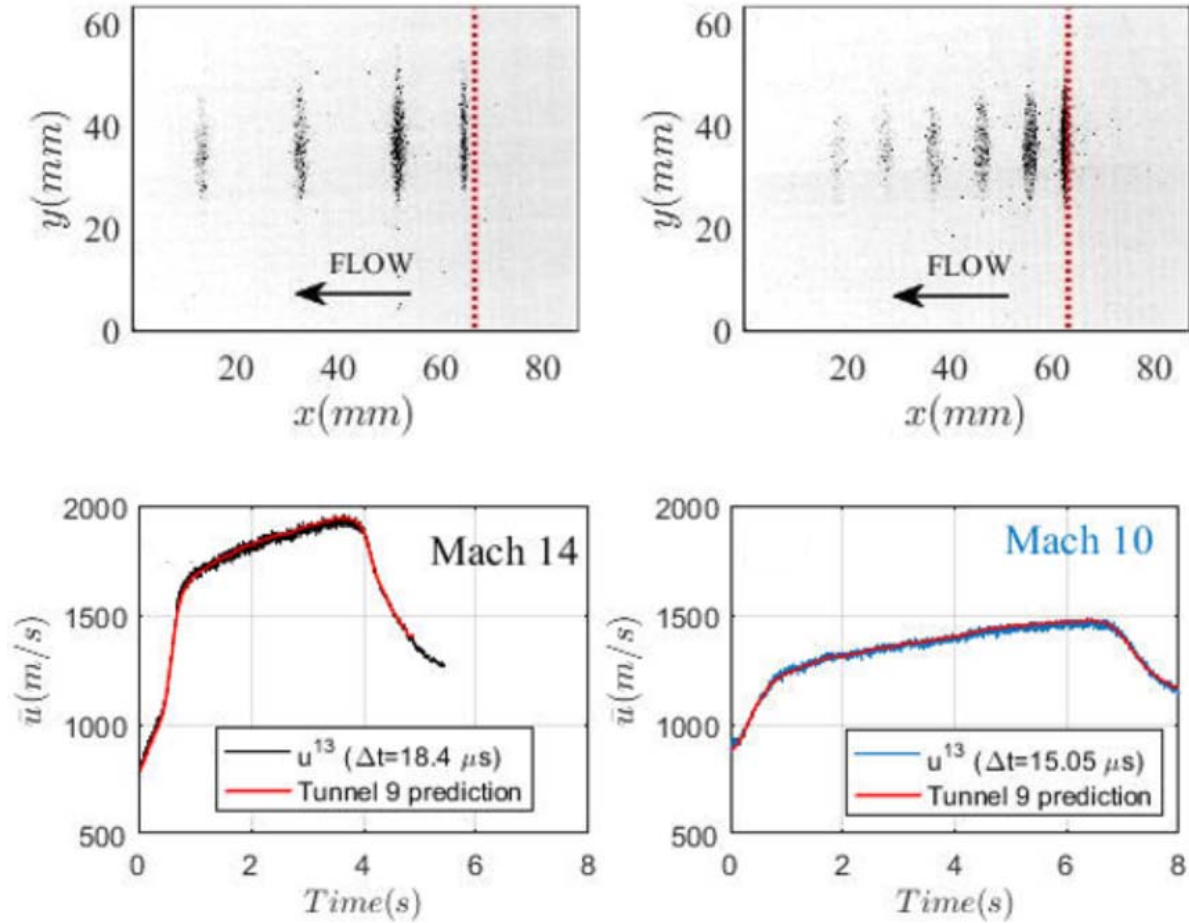 60
40
20
0
y(mm)
FLOW
20 40 60 80
x(mm)
60
40
20
0
y(mm)
FLOW
20 40 60 80
x(mm)
2000
1500
1000
500
ū(m/s)
Mach 14
u¹³ (Δt=18.4 μs)
Tunnel 9 prediction
0 2 4 6 8
Time(s)
2000
1500
1000
500
ū(m/s)
Mach 10
u¹³ (Δt=15.05 μs)
Tunnel 9 prediction
0 2 4 6 8
Time(s)